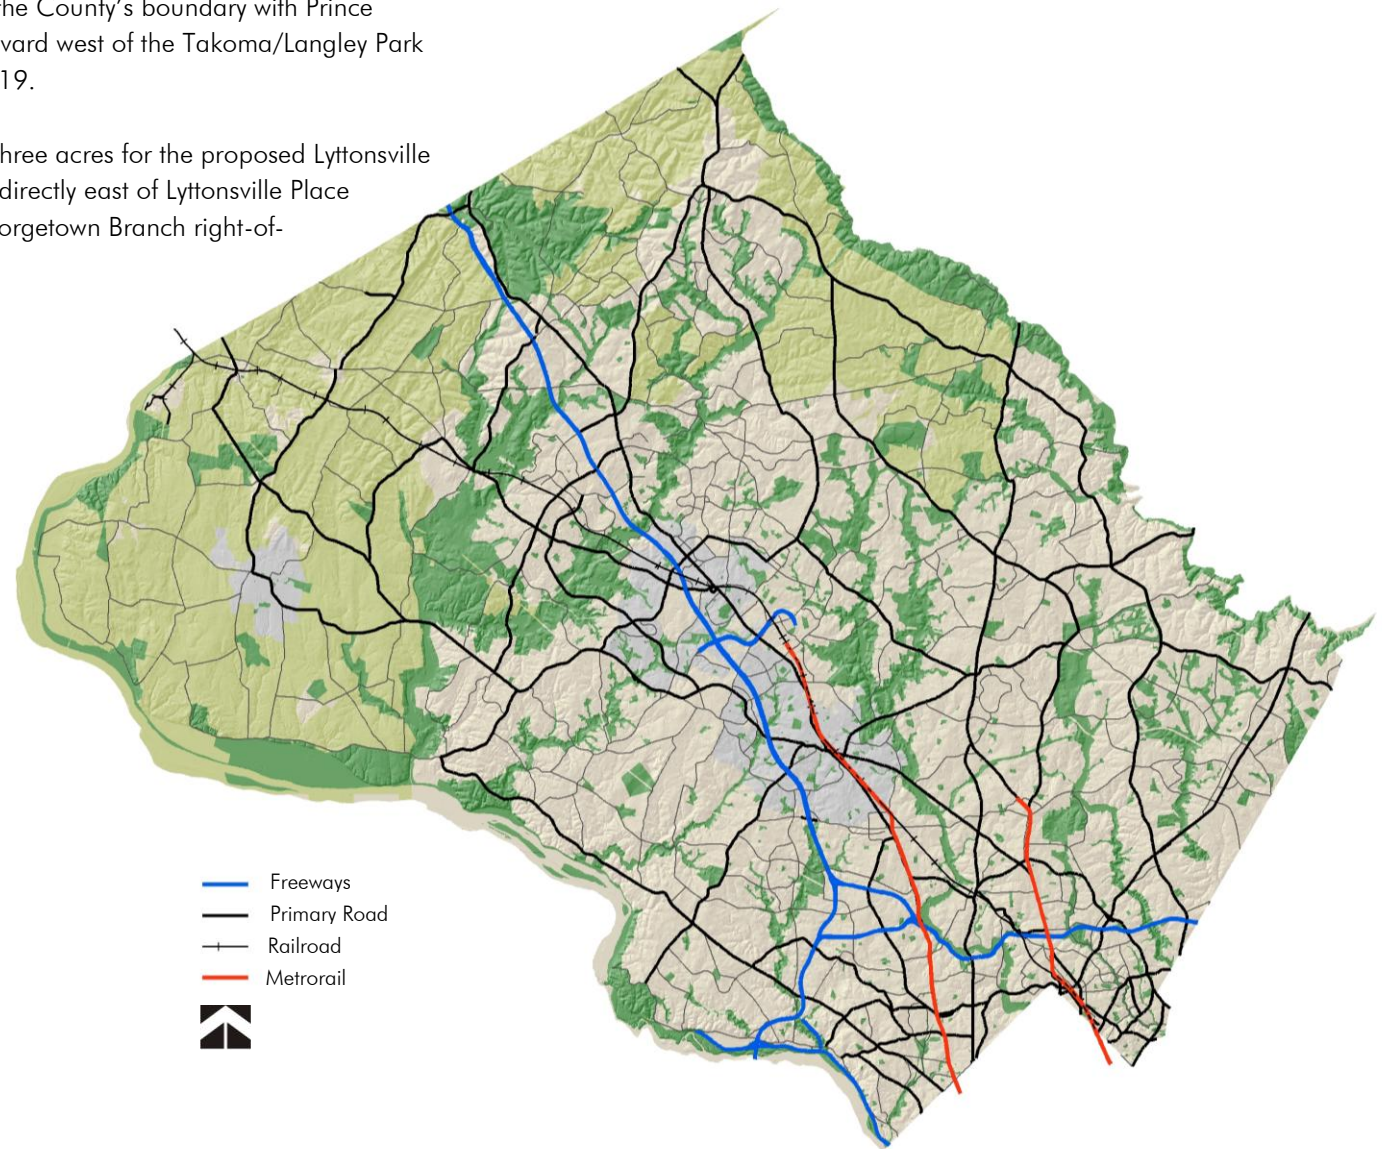 the County's boundary with Prince
vard west of the Takoma/Langley Park
19.
hree acres for the proposed Lyttonsville
directly east of Lyttonsville Place
orgetown Branch right-of-
Freeways
Primary Road
Railroad
Metrorail